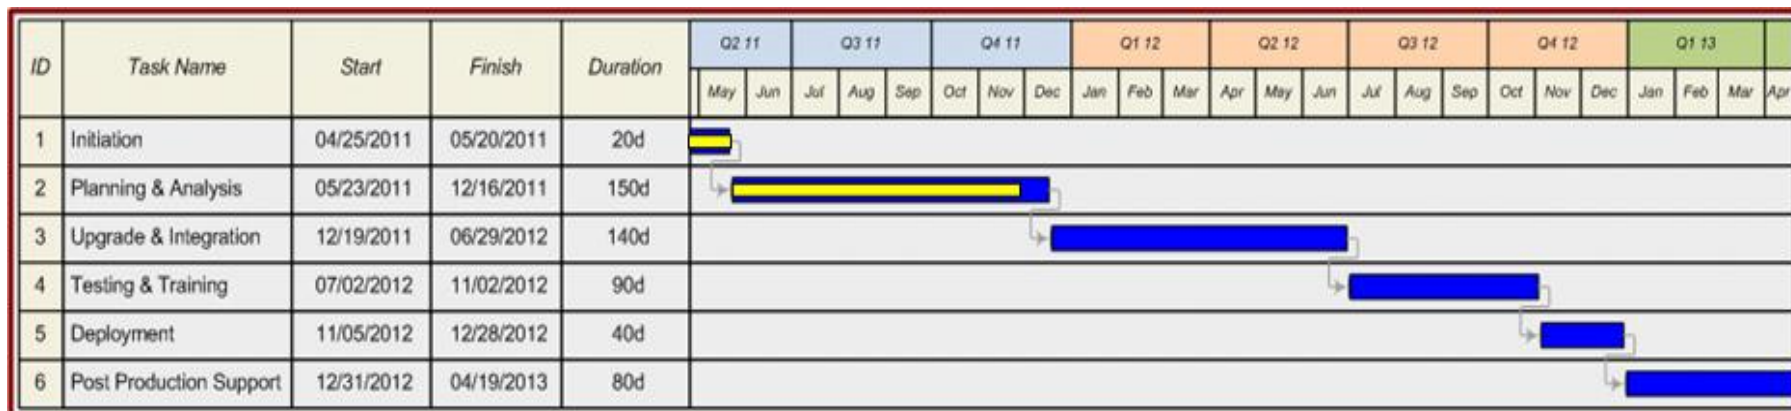 ID Task Name Start Finish Duration Q2 11 Q3 11 Q4 11 Q1 12 Q2 12 Q3 12 Q4 12 Q1 13
May Jun Jul Aug Sep Oct Nov Dec Jan Feb Mar Apr May Jun Jul Aug Sep Oct Nov Dec Jan Feb Mar Apr
1 Initiation 04/25/2011 05/20/2011 20d
2 Planning & Analysis 05/23/2011 12/16/2011 150d
3 Upgrade & Integration 12/19/2011 06/29/2012 140d
4 Testing & Training 07/02/2012 11/02/2012 90d
5 Deployment 11/05/2012 12/28/2012 40d
6 Post Production Support 12/31/2012 04/19/2013 80d